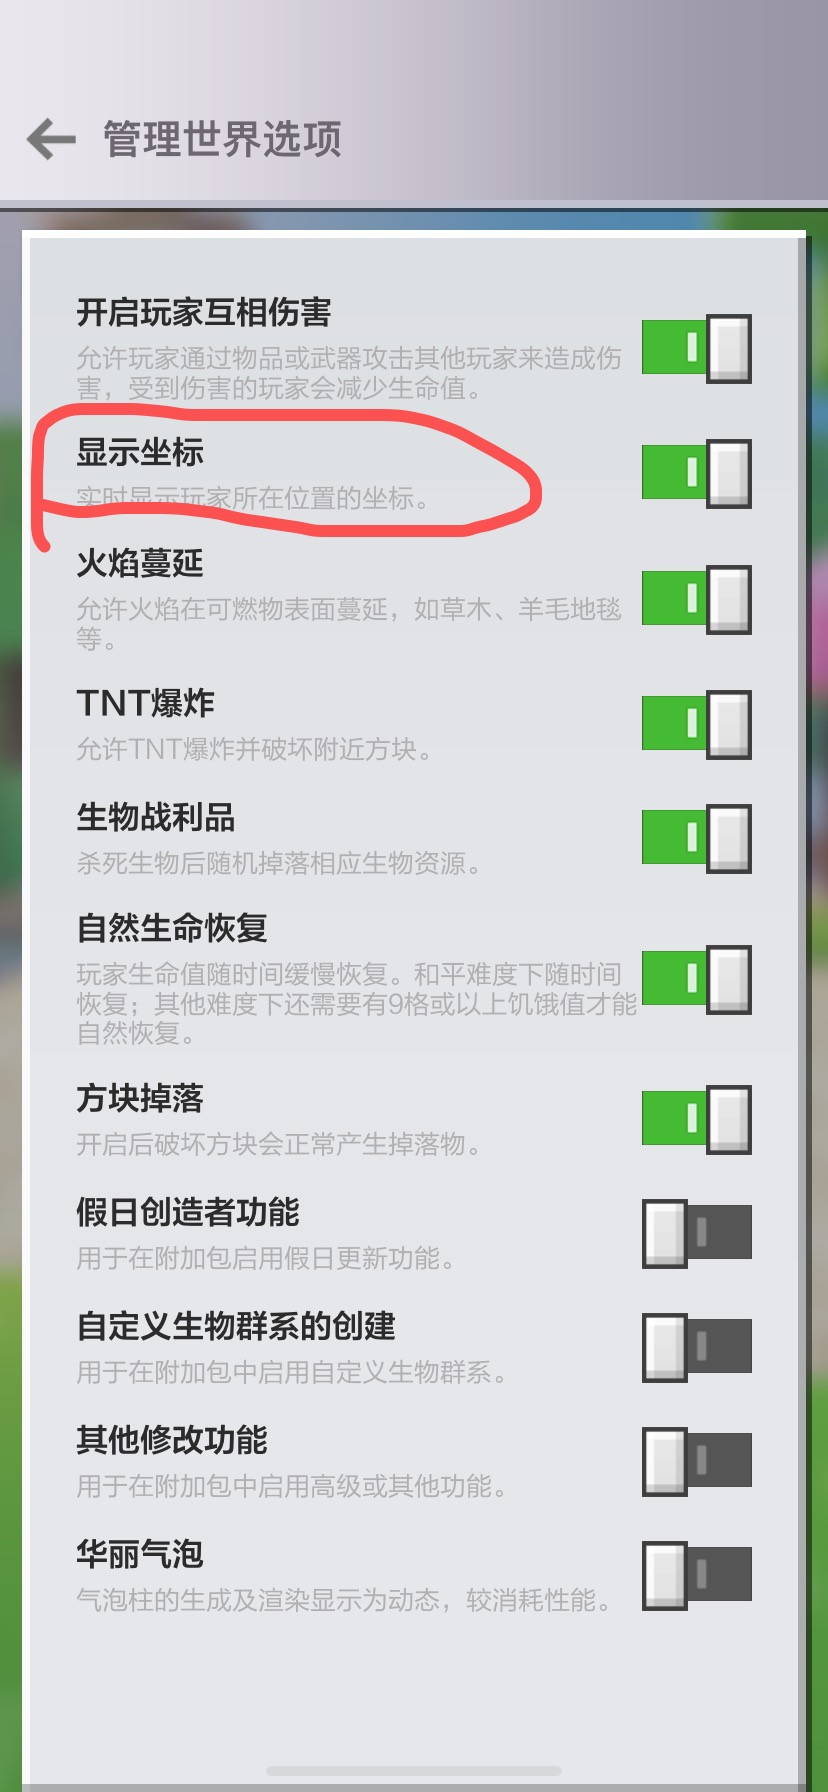 管理世界选项
开启玩家互相伤害
允许玩家通过物品或武器攻击其他玩家来造成伤
害，受到伤害的玩家会减少生命值。
显示坐标
实时显示玩家所在位置的坐标。
火焰蔓延
允许火焰在可燃物表面蔓延，如草木、羊毛地毯
等。
TNT爆炸
允许TNT爆炸并破坏附近方块。
生物战利品
杀死生物后随机掉落相应生物资源。
自然生命恢复
玩家生命值随时间缓慢恢复。和平难度下随时间
恢复；其他难度下还需要有9格或以上饥饿值才能
自然恢复。
方块掉落
开启后破坏方块会正常产生掉落物。
假日创造者功能
用于在附加包启用假日更新功能。
自定义生物群系的创建
用于在附加包中启用自定义生物群系。
其他修改功能
用于在附加包中启用高级或其他功能。
华丽气泡
气泡柱的生成及渲染显示为动态，较消耗性能。